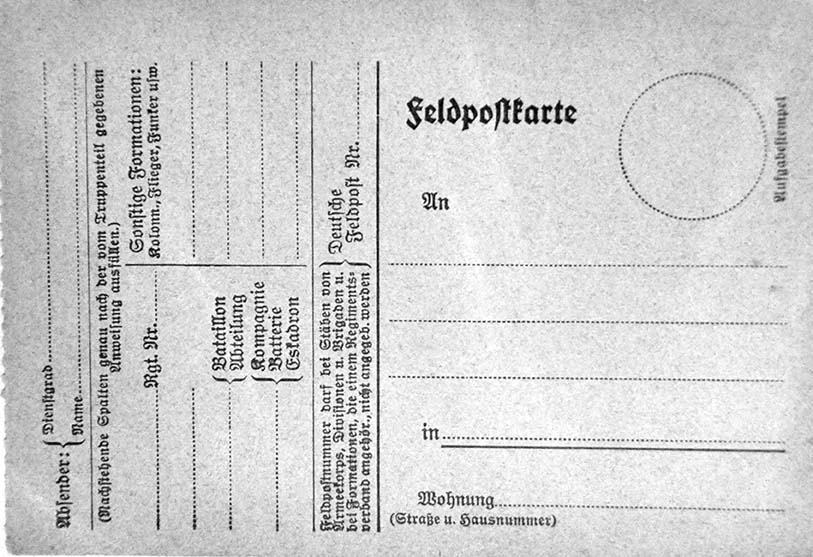 Absender:
Dienstgrad
Name
(Nachstehende Spalten genau nach der vom Truppenteil gegebenen
Anweisung ausfüllen.)
Rgt. Nr.
Bataillon
Abteilung
Kompagnie
Batterie
Eskadron
Sonstige Formationen:
Kolonn., Flieger, Funker usw.
Feldpostnummer darf bei Stäben von
Armeekorps, Divisionen u. Brigaden u.
bei Formationen, die einem Regiments-
verband angehör., nicht angegeb. werden
Deutsche
Feldpost Nr.
Feldpostkarte
Aufgabestempel
An
in
Wohnung
(Straße u. Hausnummer)